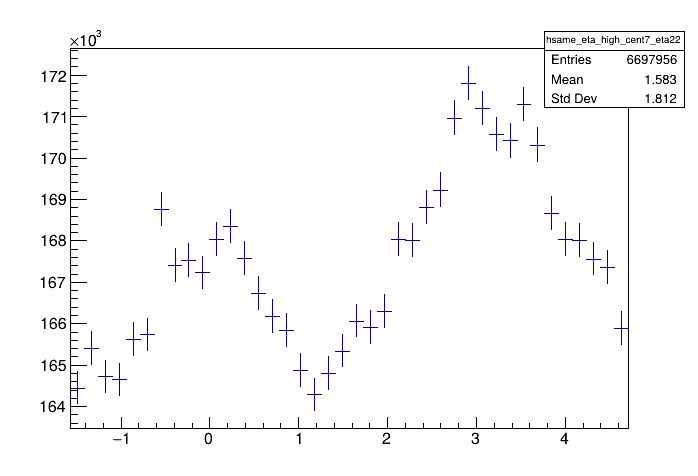 ×10³
hsame_eta_high_cent7_eta22
Entries 6697956
Mean 1.583
Std Dev 1.812
172
171
170
169
168
167
166
165
164
−1 0 1 2 3 4